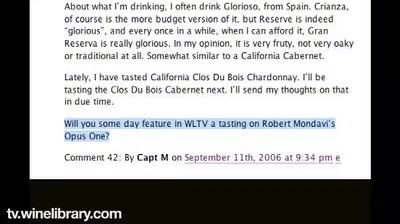 About what I'm drinking, I often drink Glorioso, from Spain. Crianza,
of course is the more budget version of it, but Reserve is indeed
"glorious", and every once in a while, when I can afford it, Gran
Reserva is really glorious. In my opinion, it is very fruty, not very oaky
or traditional at all. Somewhat similar to a California Cabernet.
Lately, I have tasted California Clos Du Bois Chardonnay. I'll be
tasting the Clos Du Bois Cabernet next. I'll send my thoughts on that
in due time.
Will you some day feature in WLTV a tasting on Robert Mondavi's
Opus One?
Comment 42: By Capt M on September 11th, 2006 at 9:34 pm e
tv.winelibrary.com